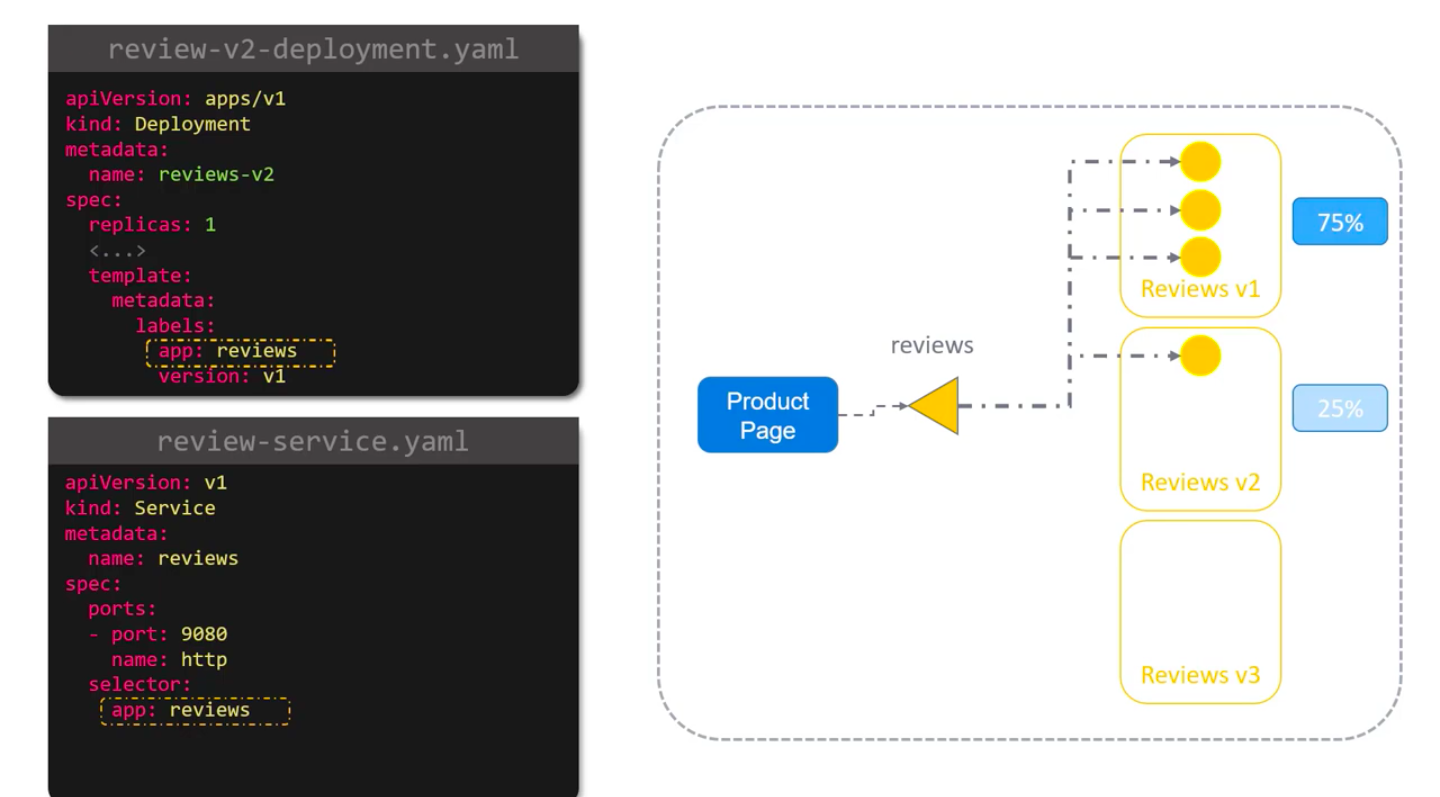 review-v2-deployment.yaml
apiVersion: apps/v1
kind: Deployment
metadata:
  name: reviews-v2
spec:
  replicas: 1
  <...>
  template:
    metadata:
      labels:
        app: reviews
        version: v1
review-service.yaml
apiVersion: v1
kind: Service
metadata:
  name: reviews
spec:
  ports:
  - port: 9080
    name: http
  selector:
    app: reviews
Product
Page
reviews
Reviews v1
75%
Reviews v2
25%
Reviews v3